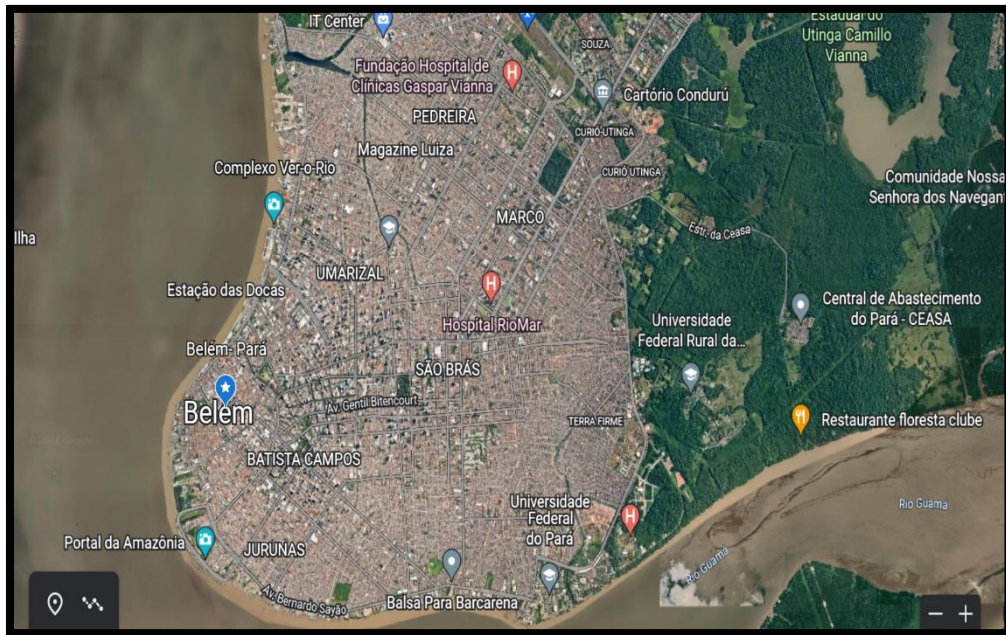 IT Center
Estadual do
Utinga Camillo
Vianna
SOUZA
Fundação Hospital de
Clínicas Gaspar Vianna
Cartório Condurú
PEDREIRA
CURIÓ-UTINGA
Magazine Luiza
Complexo Ver-o-Rio
CURIÓ UTINGA
Comunidade Nossa
Senhora dos Navegant
MARCO
Ilha
Estr. da Ceasa
UMARIZAL
Estação das Docas
Central de Abastecimento
do Pará - CEASA
Hospital RioMar
Universidade
Federal Rural da...
Belém- Pará
SÃO BRÁS
Belém
Av. Gentil Bitencourt
TERRA FIRME
Restaurante floresta clube
BATISTA CAMPOS
Universidade
Federal
do Pará
Rio Guamá
Portal da Amazônia
JURUNAS
Rio Guamá
Av. Bernardo Sayão
Balsa Para Barcarena